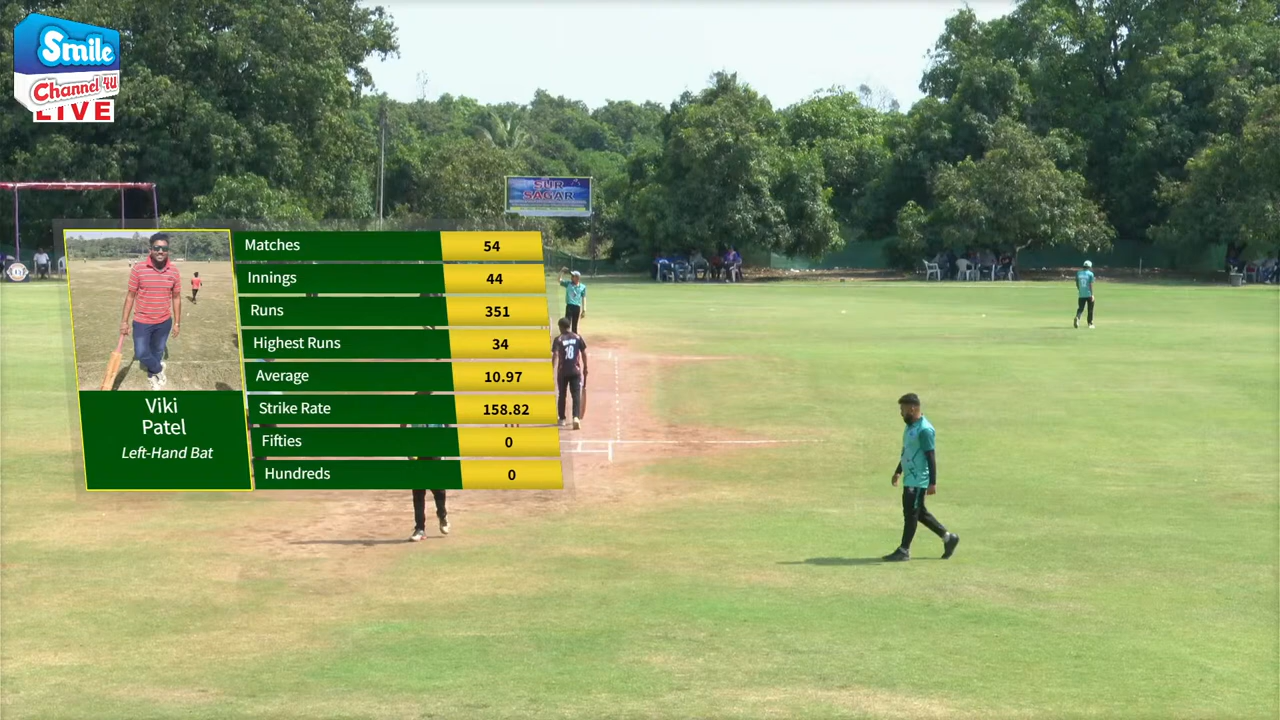 Smile
Channel 4U
LIVE
SUR
SAGAR
Matches 54
Innings 44
Runs 351
Highest Runs 34
Average 10.97
Strike Rate 158.82
Fifties 0
Hundreds 0
Viki
Patel
Left-Hand Bat
18